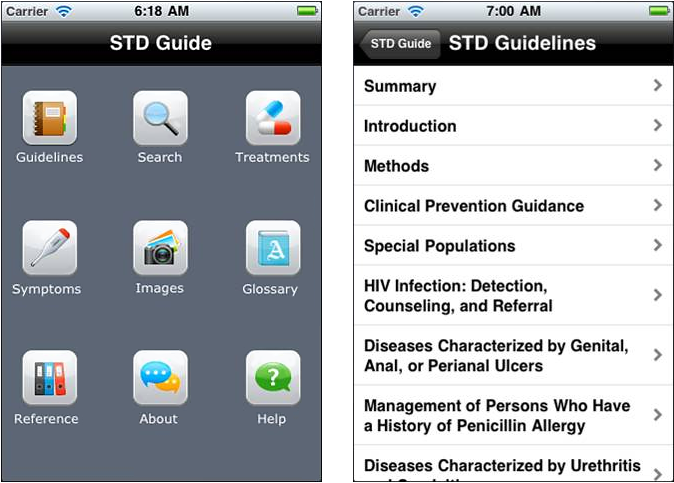 Carrier 6:18 AM
STD Guide
Guidelines Search Treatments
Symptoms Images Glossary
A
Reference About Help
?
Carrier 7:00 AM
STD Guide STD Guidelines
Summary
Introduction
Methods
Clinical Prevention Guidance
Special Populations
HIV Infection: Detection,
Counseling, and Referral
Diseases Characterized by Genital,
Anal, or Perianal Ulcers
Management of Persons Who Have
a History of Penicillin Allergy
Diseases Characterized by Urethritis